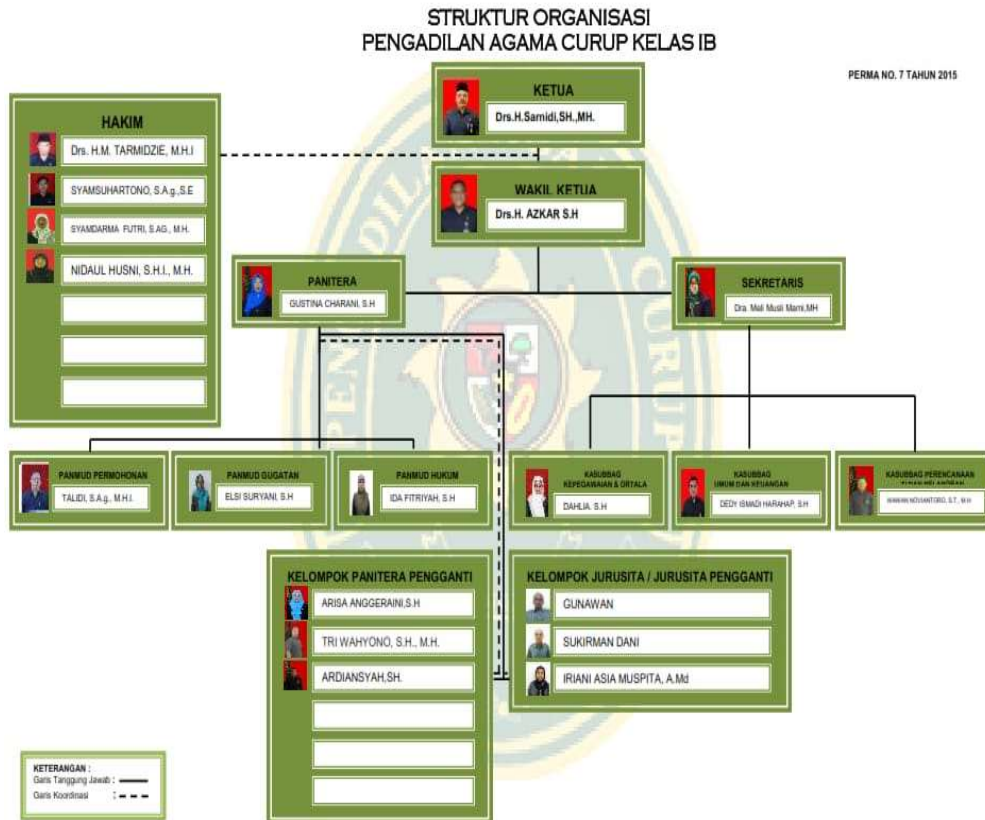 STRUKTUR ORGANISASI
PENGADILAN AGAMA CURUP KELAS IB
PERMA NO. 7 TAHUN 2015
KETUA
Drs.H.Sarnidi,SH.,MH.
HAKIM
Drs. H.M. TARMIDZIE, M.H.I
SYAMSUHARTONO, S.A.g.,S.E
SYAMDARMA FUTRI, S.AG., M.H.
NIDAUL HUSNI, S.H.I., M.H.
WAKIL KETUA
Drs.H. AZKAR S.H
PANITERA
GUSTINA CHARANI, S.H
SEKRETARIS
Dra. Mali Musli Marni,MH
PANMUD PERMOHONAN
TALIDI, S.A.g., M.H.I.
PANMUD GUGATAN
ELSI SURYANI, S.H
PANMUD HUKUM
IDA FITRIYAH, S.H
KASUBBAG
KEPEGAWAIAN & ORTALA
DAHLIA. S.H
KASUBBAG
UMUM DAN KEUANGAN
DEDY ISMADI HARAHAP, S.H
KASUBBAG PERENCANAAN
NOVIANTORO, S.T., M.H
KELOMPOK PANITERA PENGGANTI
ARISA ANGGERAINI,S.H
TRI WAHYONO, S.H., M.H.
ARDIANSYAH,SH.
KELOMPOK JURUSITA / JURUSITA PENGGANTI
GUNAWAN
SUKIRMAN DANI
IRIANI ASIA MUSPITA, A.Md
KETERANGAN :
Garis Tanggung Jawab :
Garis Koordinasi :